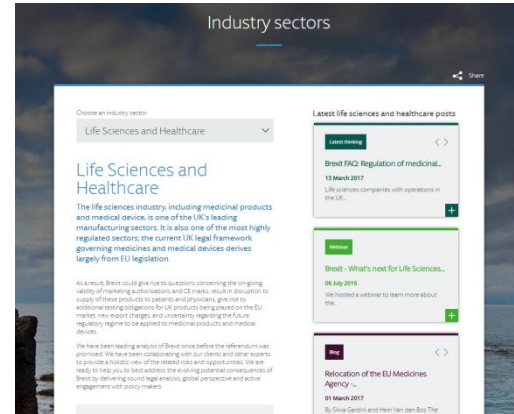 Industry sectors
Share
Choose an industry sector
Life Sciences and Healthcare
Life Sciences and
Healthcare
The life sciences industry, including medicinal products
and medical device, is one of the UK's leading
manufacturing sectors. It is also one of the most highly
regulated sectors; the current UK legal framework
governing medicines and medical devices derives
largely from EU legislation.
As a result, Brexit could give rise to questions concerning the on-going
validity of marketing authorisations and CE marks, result in disruption to
supply of these products to patients and physicians, give rise to
additional testing obligations for UK products being placed on the EU
market, new export charges, and uncertainty regarding the future
regulatory regime to be applied to medicinal products and medical
devices.
We have been leading analysis of Brexit since before the referendum was
promised. We have been collaborating with our clients and other experts
to provide a holistic view of the related risks and opportunities. We are
ready to help you to best address the evolving potential consequences of
Brexit by delivering sound legal analysis, global perspective and active
engagement with policy makers.
Latest life sciences and healthcare posts
Latest thinking
Brexit FAQ: Regulation of medicinal...
13 March 2017
Life sciences companies with operations in
the UK...
Webinar
Brexit - What's next for Life Sciences...
06 July 2016
We hosted a webinar to learn more about
the...
Blog
Relocation of the EU Medicines
Agency -...
01 March 2017
By Silvia Gardini and Hein Van den Bos The